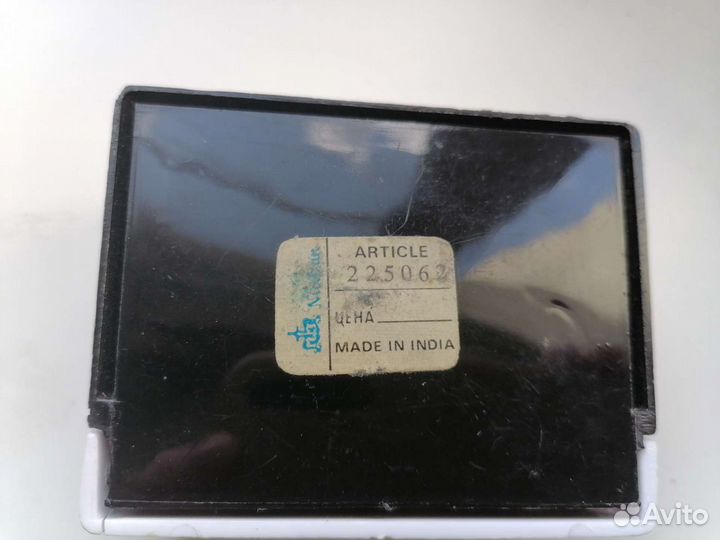 ARTICLE
225062
ЦЕНА
MADE IN INDIA
Avito